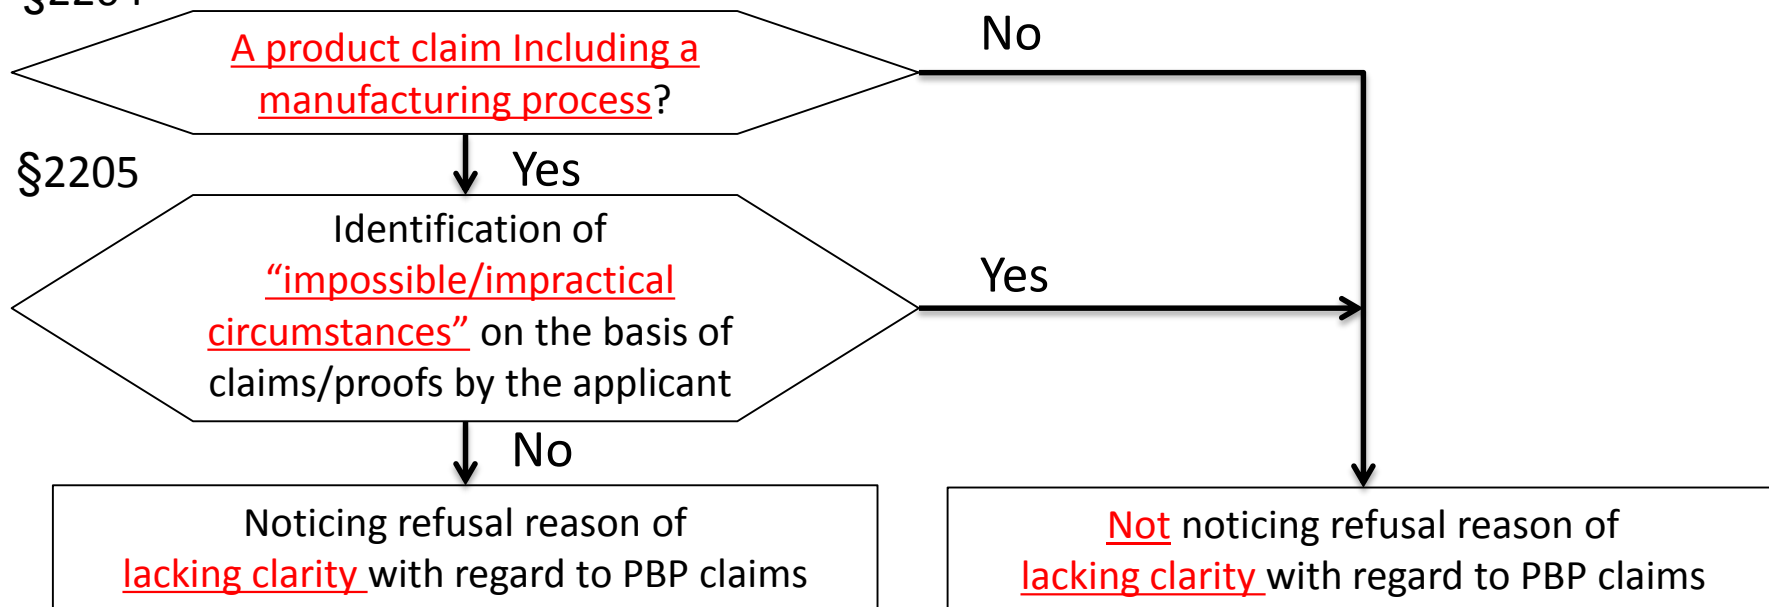 §2204
A product claim Including a
manufacturing process?
No
Yes
§2205
Identification of
“impossible/impractical
circumstances” on the basis of
claims/proofs by the applicant
Yes
No
Noticing refusal reason of
lacking clarity with regard to PBP claims
Not noticing refusal reason of
lacking clarity with regard to PBP claims